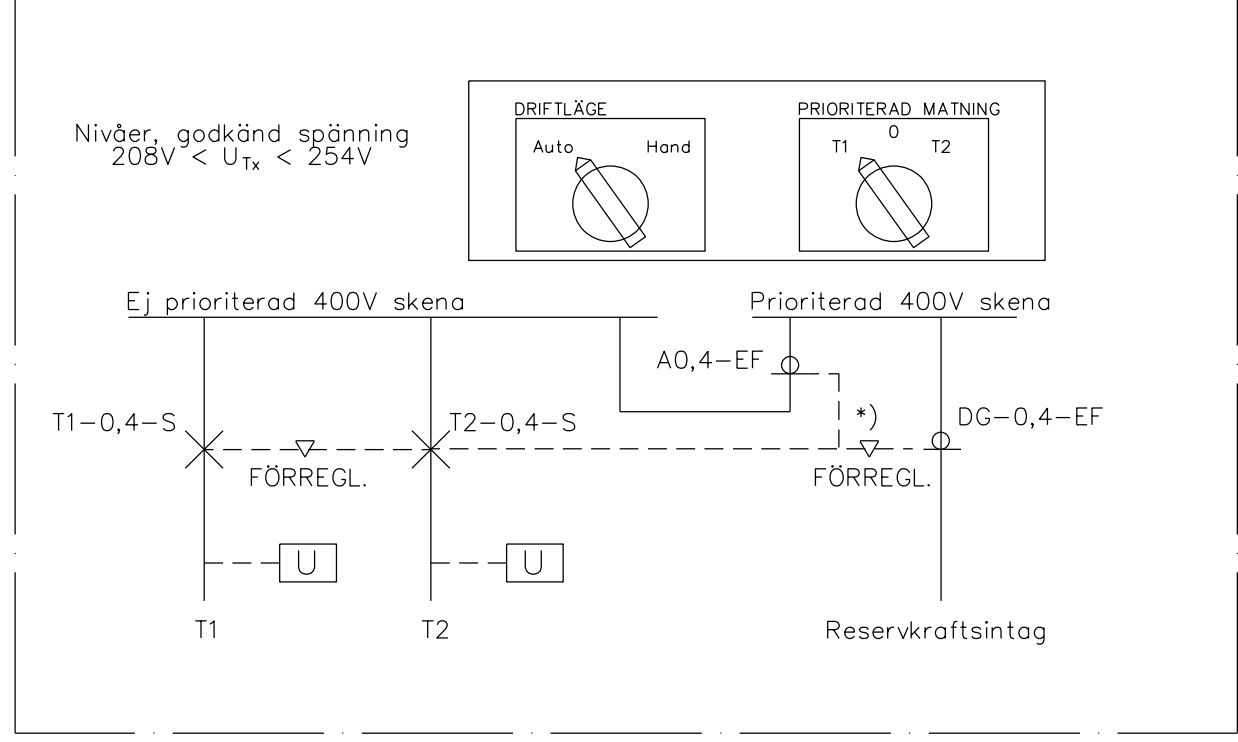 DRIFTLÄGE
PRIORITERAD MATNING
Nivåer, godkänd spänning
208V < UTx < 254V
Auto
Hand
T1
0
T2
Ej prioriterad 400V skena
Prioriterad 400V skena
A0,4-EF
T1-0,4-S
T2-0,4-S
*)
DG-0,4-EF
FÖRREGL.
FÖRREGL.
U
U
T1
T2
Reservkraftsintag